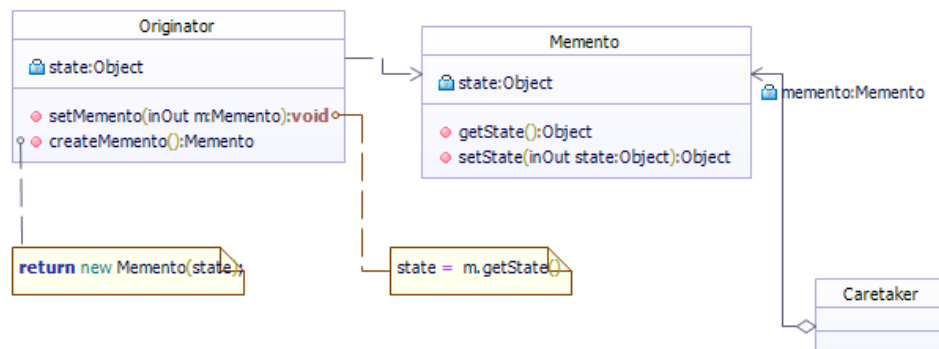 Originator
state:Object
setMemento(inOut m:Memento):void
createMemento():Memento
Memento
state:Object
getState():Object
setState(inOut state:Object):Object
memento:Memento
return new Memento(state);
state = m.getState()
Caretaker